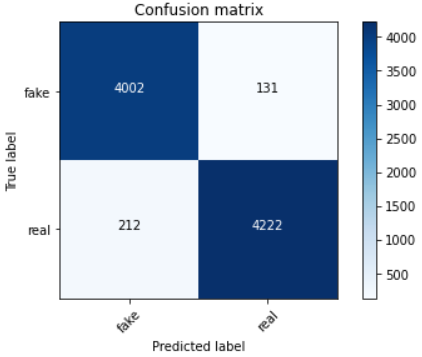 Confusion matrix
fake
4002
131
real
212
4222
fake
real
True label
Predicted label
4000
3500
3000
2500
2000
1500
1000
500